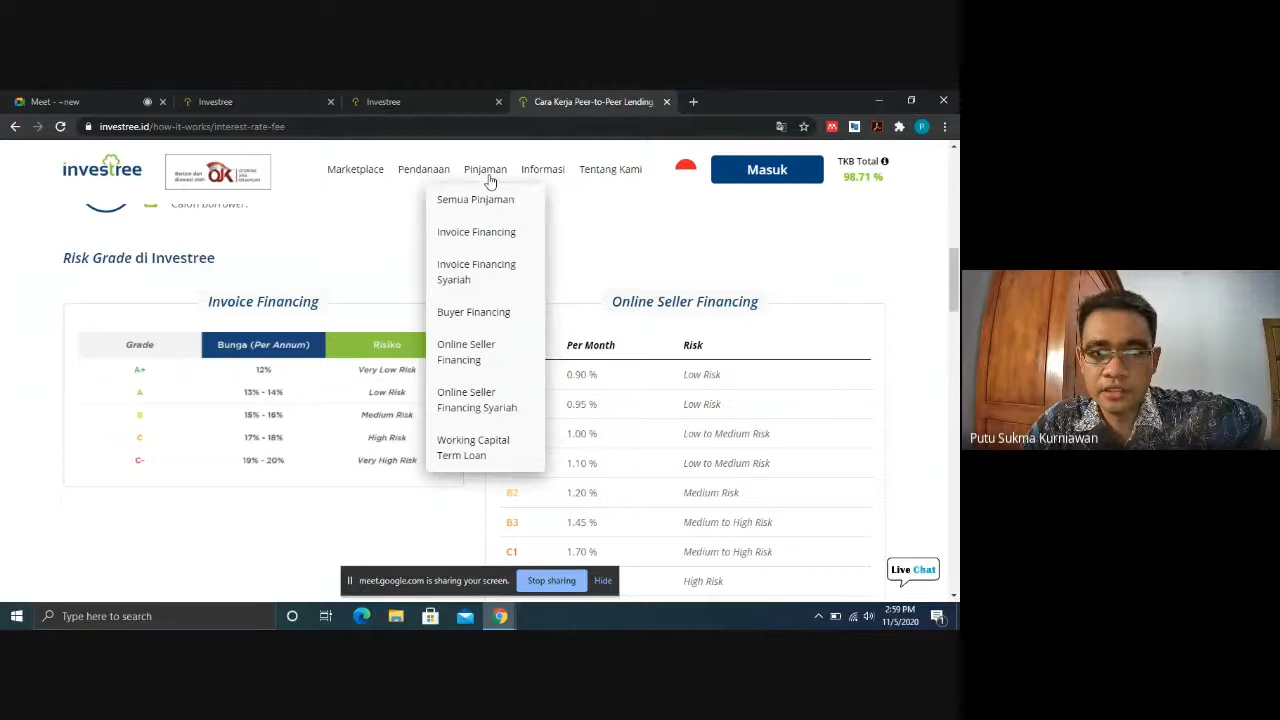 Meet - ~new
Investree
Investree
Cara Kerja Peer-to-Peer Lending
investree.id/how-it-works/interest-rate-fee
P
investree
OJK
Marketplace
Pendanaan
Pinjaman
Informasi
Tentang Kami
Masuk
TKB Total
98.71 %
Calon Borrower.
Semua Pinjaman
Invoice Financing
Invoice Financing
Syariah
Buyer Financing
Online Seller
Financing
Online Seller
Financing Syariah
Working Capital
Term Loan
Risk Grade di Investree
Invoice Financing
Grade Bunga (Per Annum) Risiko
A+ 12% Very Low Risk
A 13% - 14% Low Risk
B 15% - 16% Medium Risk
C 17% - 18% High Risk
C- 19% - 20% Very High Risk
Online Seller Financing
Per Month Risk
0.90 % Low Risk
0.95 % Low Risk
1.00 % Low to Medium Risk
1.10 % Low to Medium Risk
B2 1.20 % Medium Risk
B3 1.45 % Medium to High Risk
C1 1.70 % Medium to High Risk
High Risk
Live Chat
meet.google.com is sharing your screen.
Stop sharing
Hide
Type here to search
2:59 PM
11/5/2020
1
Putu Sukma Kurniawan